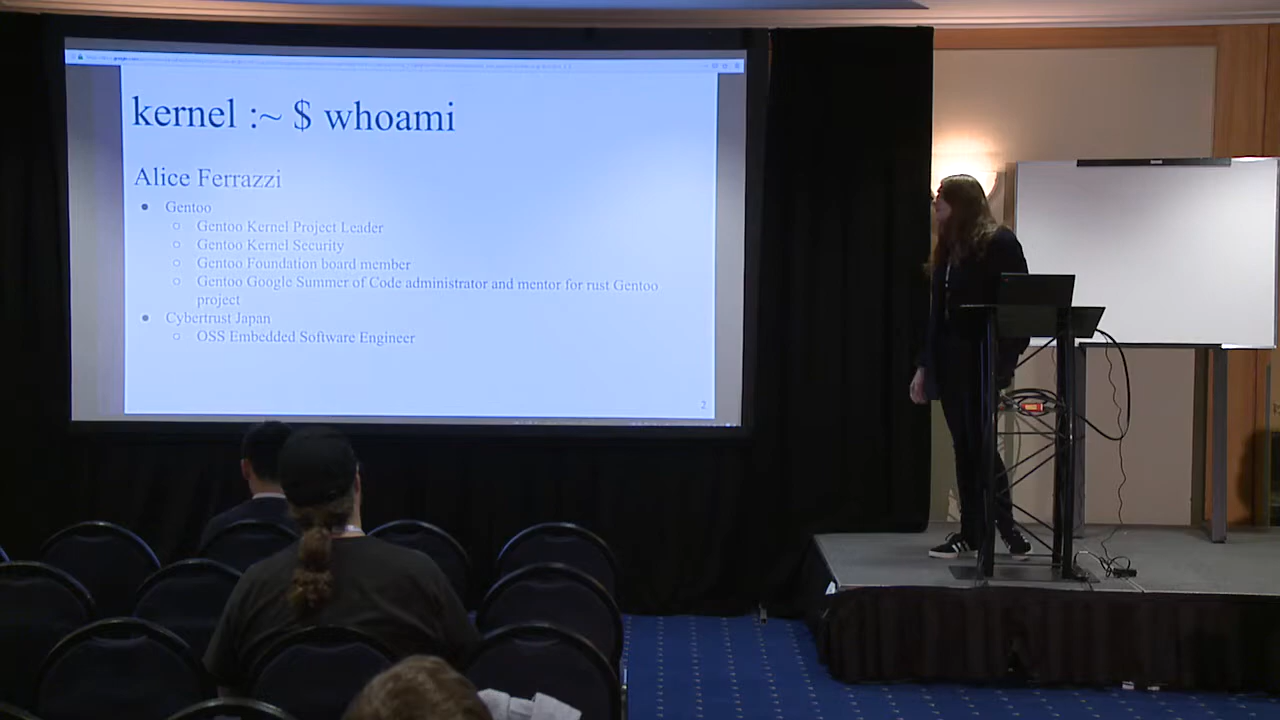 kernel :~ $ whoami
Alice Ferrazzi
Gentoo
Gentoo Kernel Project Leader
Gentoo Kernel Security
Gentoo Foundation board member
Gentoo Google Summer of Code administrator and mentor for rust Gentoo
project
Cybertrust Japan
OSS Embedded Software Engineer
2